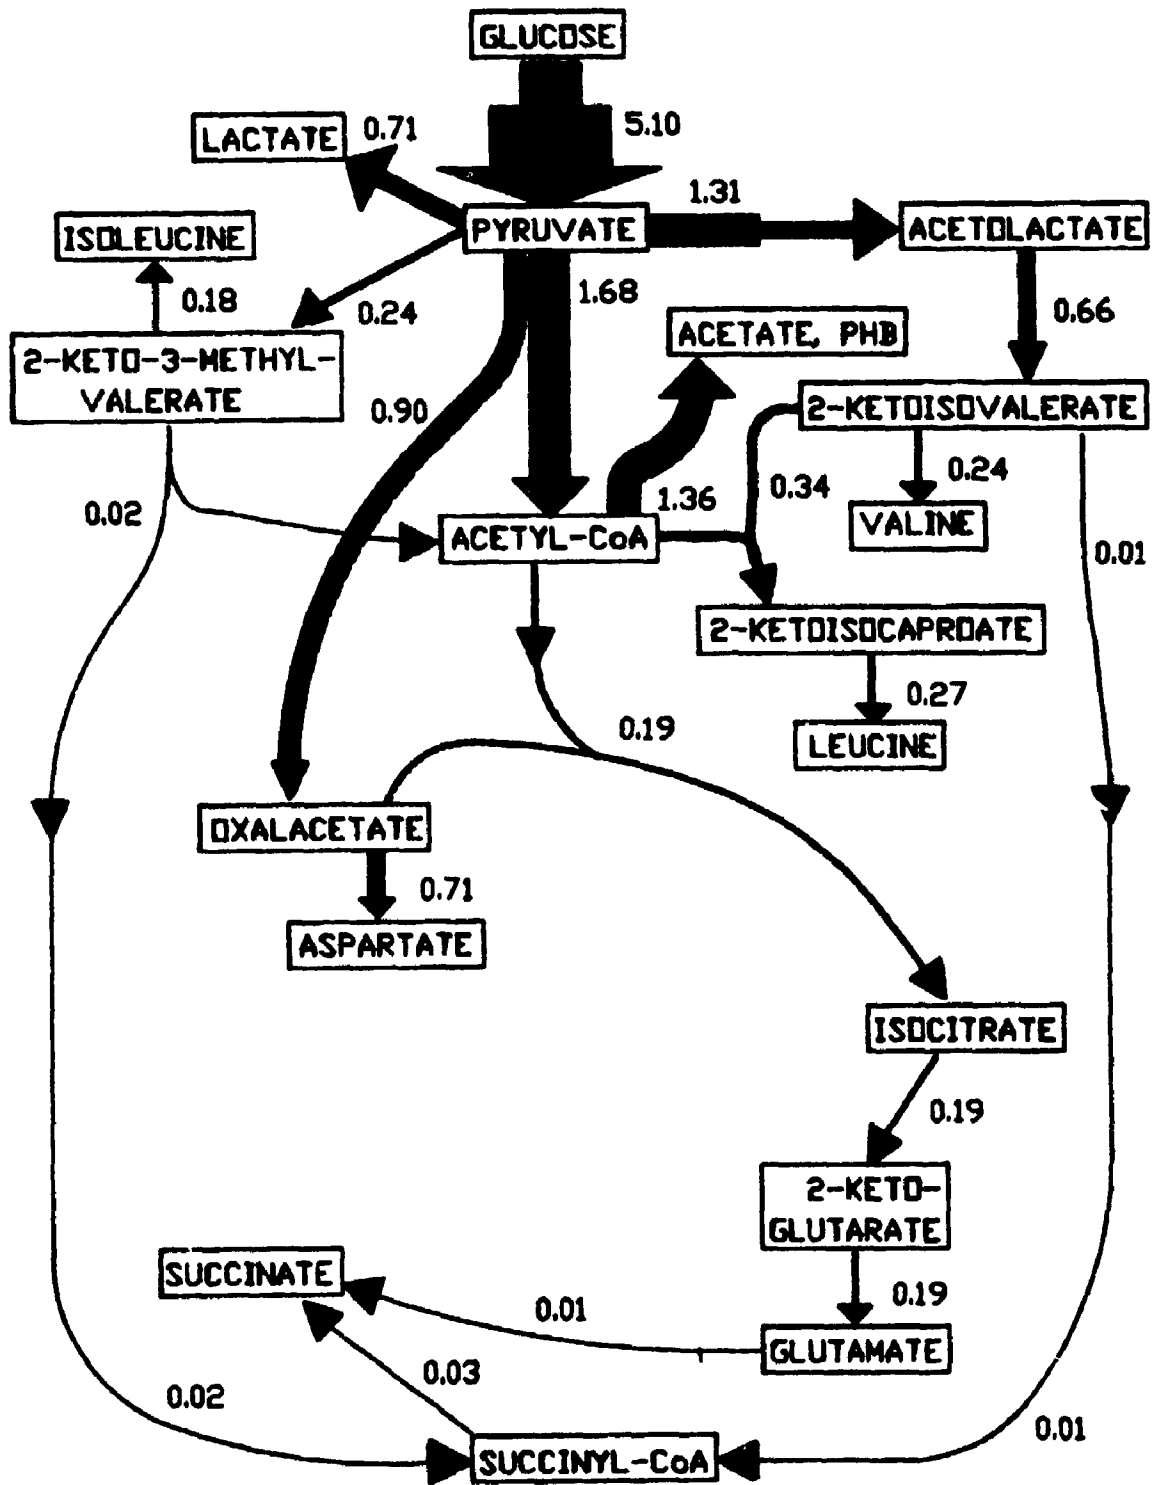 GLUCOSE
5.10
LACTATE
0.71
1.31
PYRUVATE
ACETOLACTATE
ISOLEUCINE
0.18
0.24
1.68
0.66
ACETATE, PHB
2-KETO-3-METHYL-
VALERATE
0.90
2-KETOISOVALERATE
0.24
0.34
1.36
0.02
VALINE
ACETYL-CoA
0.01
2-KETOISOCAPROATE
0.27
LEUCINE
0.19
OXALACETATE
0.71
ASPARTATE
ISOCITRATE
0.19
2-KETO-
GLUTARATE
0.19
SUCCINATE
0.01
GLUTAMATE
0.03
0.02
0.01
SUCCINYL-CoA